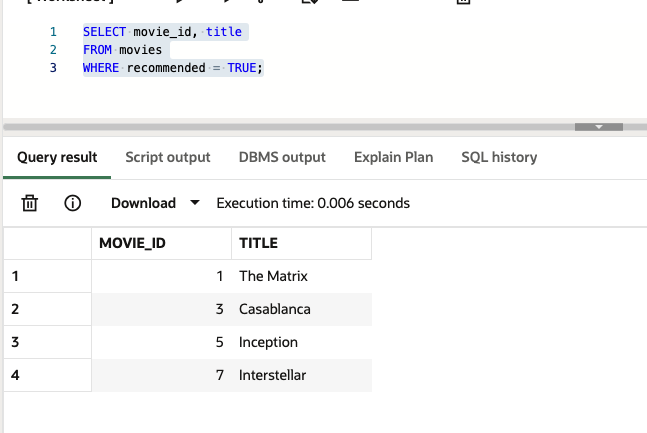 [ Worksheet ]
1 SELECT movie_id, title
2 FROM movies
3 WHERE recommended = TRUE;
Query result Script output DBMS output Explain Plan SQL history
Download Execution time: 0.006 seconds
MOVIE_ID TITLE
1 1 The Matrix
2 3 Casablanca
3 5 Inception
4 7 Interstellar